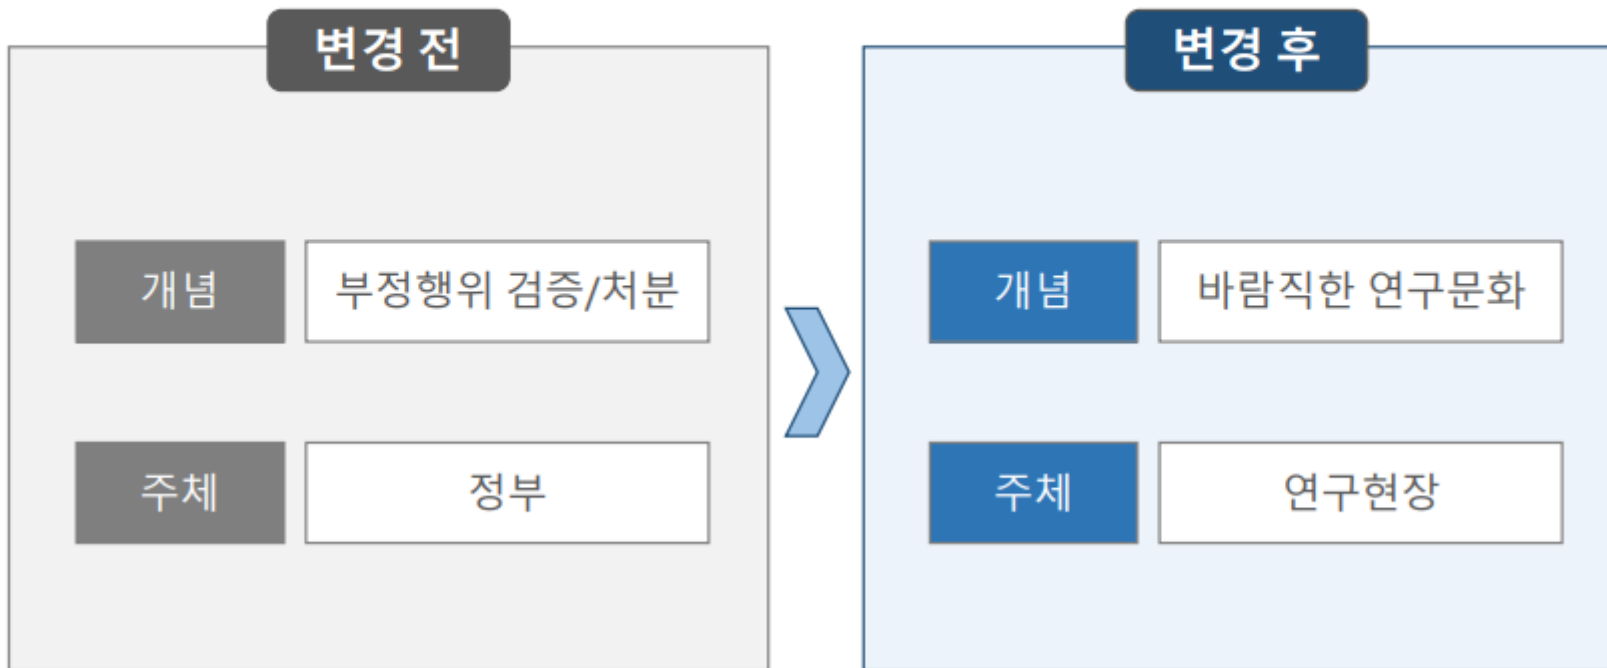 변경 전
개념
부정행위 검증/처분
주체
정부
변경 후
개념
바람직한 연구문화
주체
연구현장